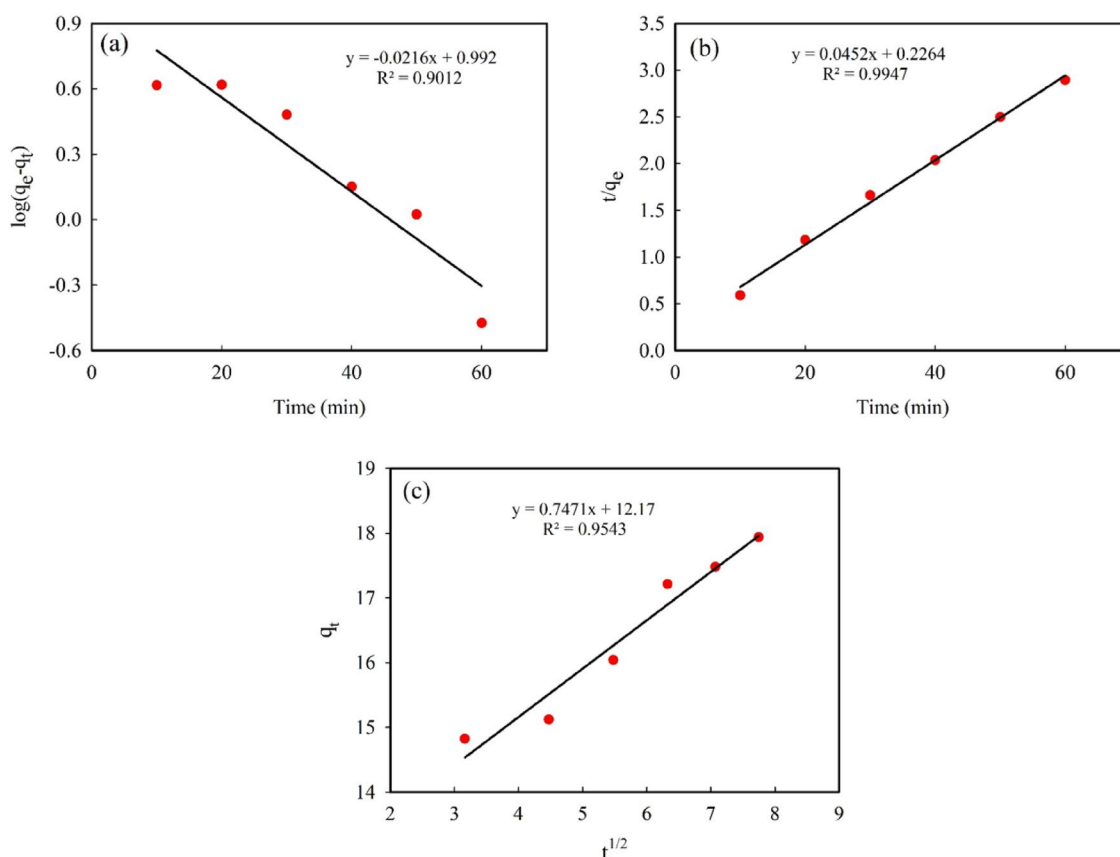 (a)
y = -0.0216x + 0.992
R² = 0.9012
0.9
0.6
0.3
0.0
-0.3
-0.6
log(qe-qt)
0
20
40
60
Time (min)
(b)
y = 0.0452x + 0.2264
R² = 0.9947
3.5
3.0
2.5
2.0
1.5
1.0
0.5
0.0
t/qe
0
20
40
60
Time (min)
(c)
y = 0.7471x + 12.17
R² = 0.9543
19
18
17
16
15
14
qt
2
3
4
5
6
7
8
9
t1/2